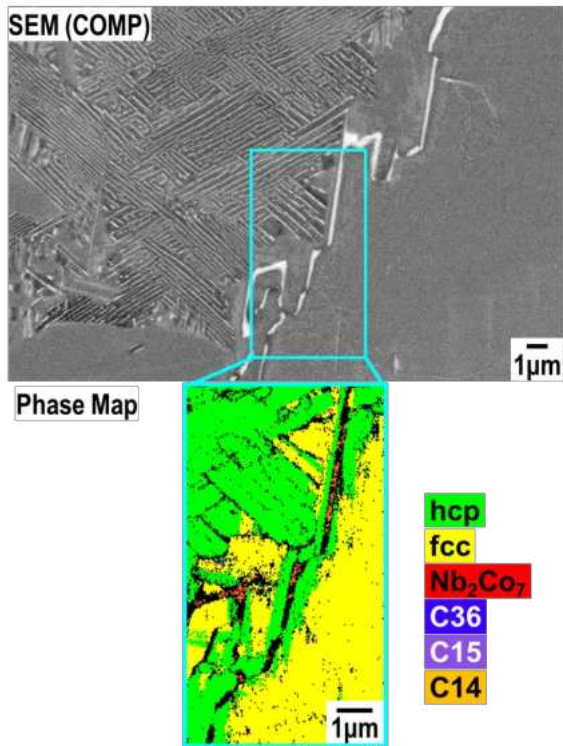 SEM (COMP)
1μm
Phase Map
hcp
fcc
Nb₂Co₇
C36
C15
C14
1μm